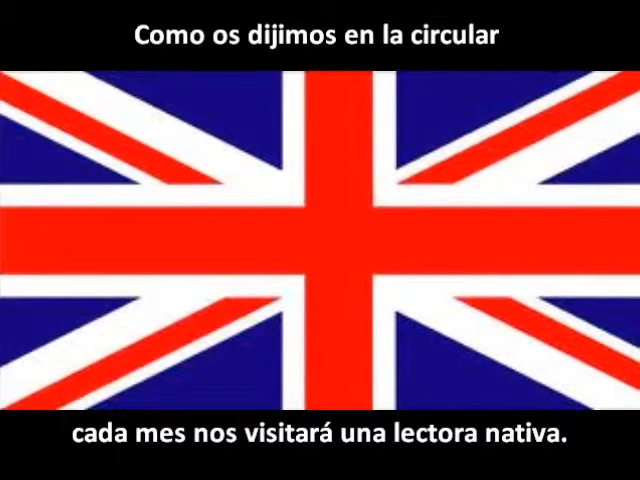 Como os dijimos en la circular
cada mes nos visitará una lectora nativa.